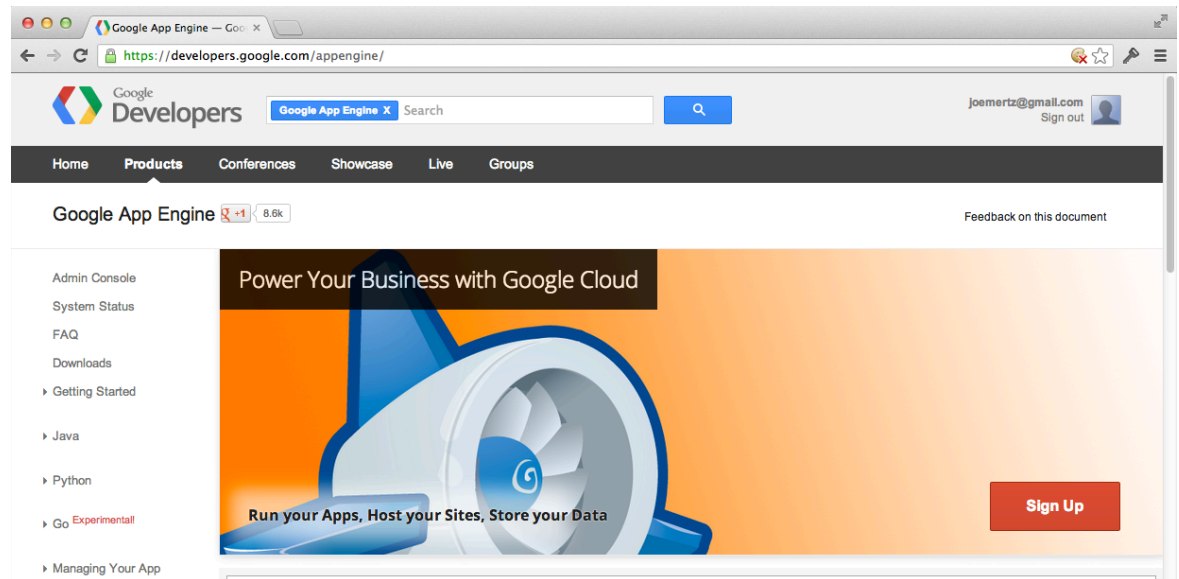 Google App Engine — Goo
https://developers.google.com/appengine/
Google
Developers
Google App Engine X Search
joemertz@gmail.com
Sign out
Home Products Conferences Showcase Live Groups
Google App Engine +1 8.6k
Feedback on this document
Admin Console
System Status
FAQ
Downloads
Getting Started
Java
Python
Go Experimental!
Managing Your App
Power Your Business with Google Cloud
Run your Apps, Host your Sites, Store your Data
Sign Up